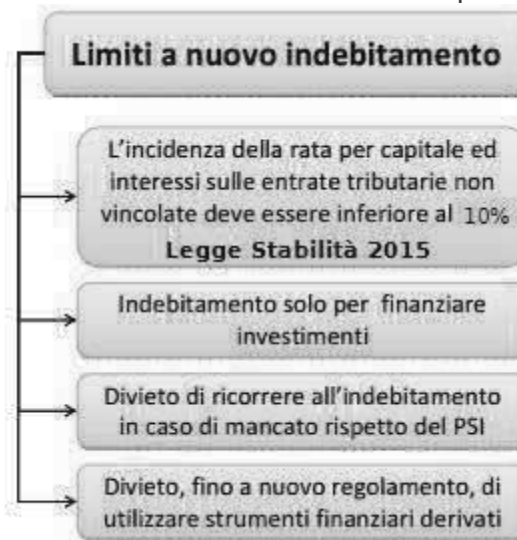 Limiti a nuovo indebitamento
L'incidenza della rata per capitale ed
interessi sulle entrate tributarie non
vincolate deve essere inferiore al 10%
Legge Stabilità 2015
Indebitamento solo per finanziare
investimenti
Divieto di ricorrere all'indebitamento
in caso di mancato rispetto del PSI
Divieto, fino a nuovo regolamento, di
utilizzare strumenti finanziari derivati